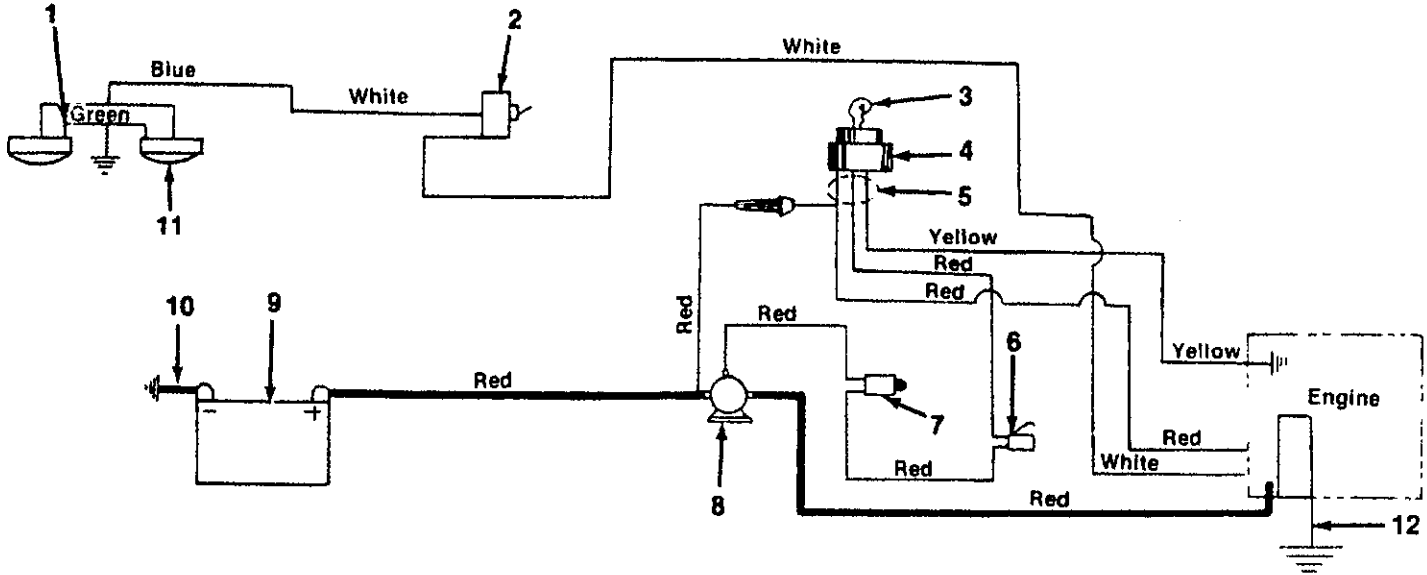 1
2
White
Blue
White
3
Green
4
5
11
Yellow
Red
Red
10
9
Red
Red
6
Yellow
Red
Engine
-
+
7
Red
White
Red
8
Red
12